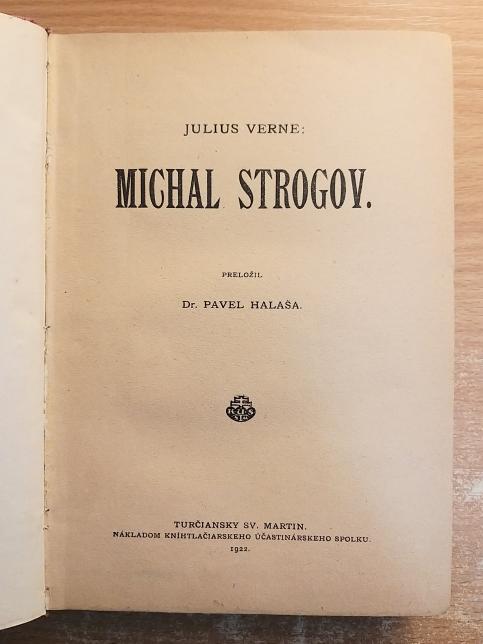 JULIUS VERNE:
MICHAL STROGOV.
PRELOŽIL
Dr. PAVEL HALAŠA.
TURČIANSKY SV. MARTIN.
NÁKLADOM KNÍHTLAČIARSKEHO ÚČASTINÁRSKEHO SPOLKU.
1922.